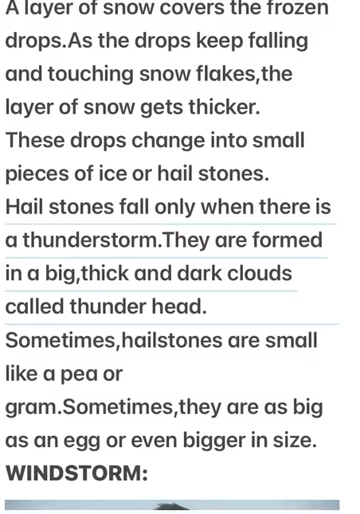 A layer of snow covers the frozen
drops.As the drops keep falling
and touching snow flakes,the
layer of snow gets thicker.
These drops change into small
pieces of ice or hail stones.
Hail stones fall only when there is
a thunderstorm.They are formed
in a big,thick and dark clouds
called thunder head.
Sometimes,hailstones are small
like a pea or
gram.Sometimes,they are as big
as an egg or even bigger in size.
WINDSTORM: